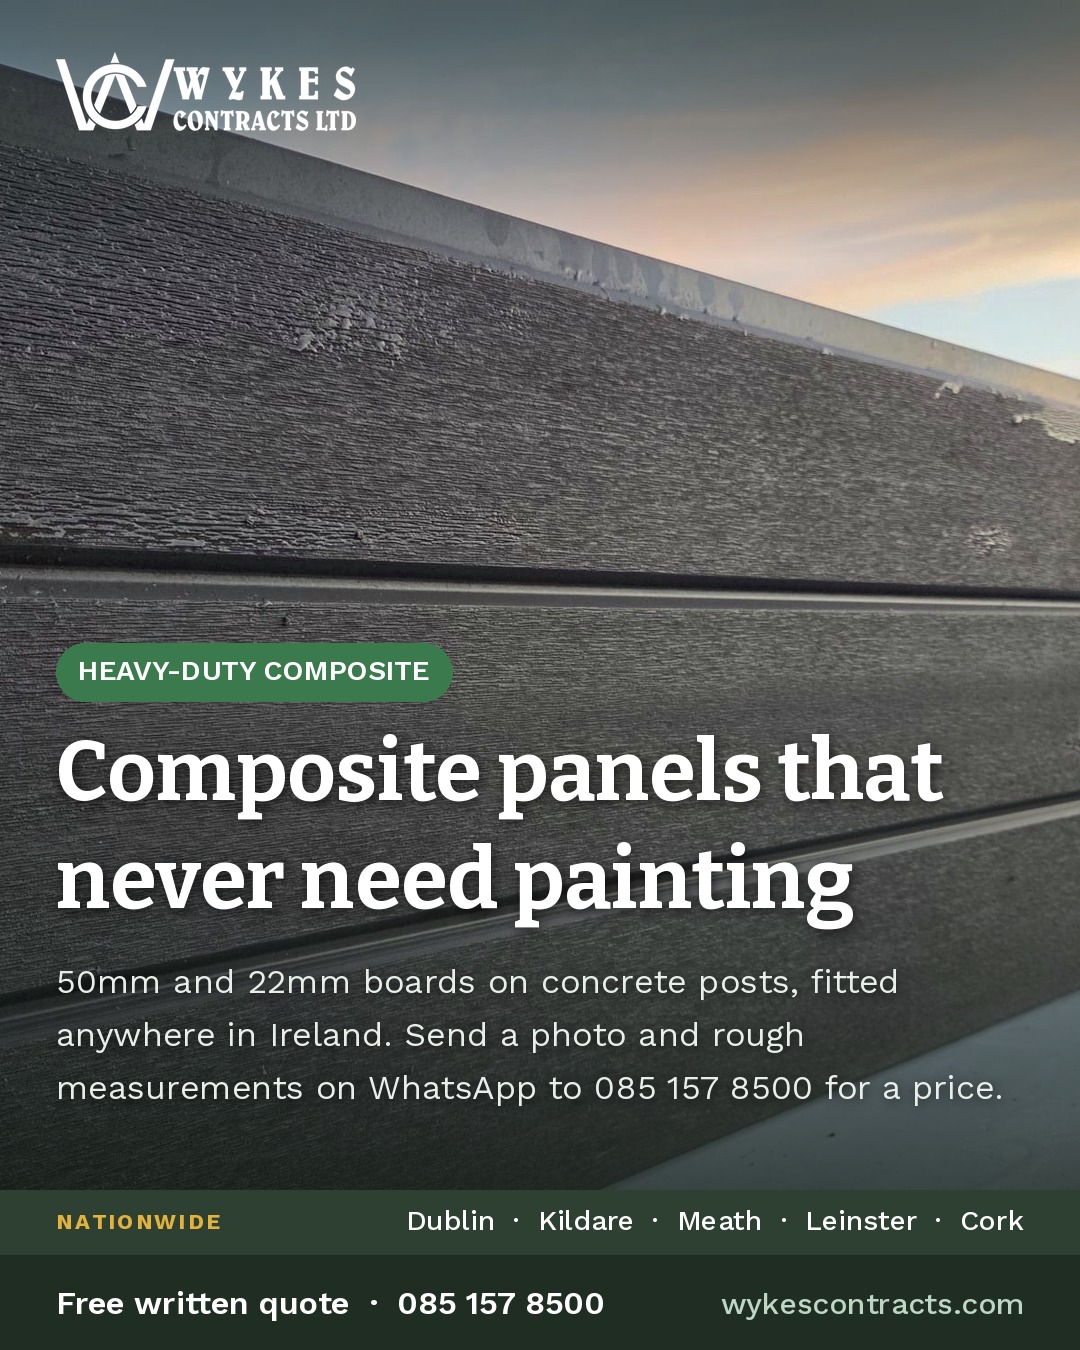 WYKES
CONTRACTS LTD
HEAVY-DUTY COMPOSITE
Composite panels that
never need painting
50mm and 22mm boards on concrete posts, fitted
anywhere in Ireland. Send a photo and rough
measurements on WhatsApp to 085 157 8500 for a price.
NATIONWIDE Dublin · Kildare · Meath · Leinster · Cork
Free written quote · 085 157 8500 wykescontracts.com